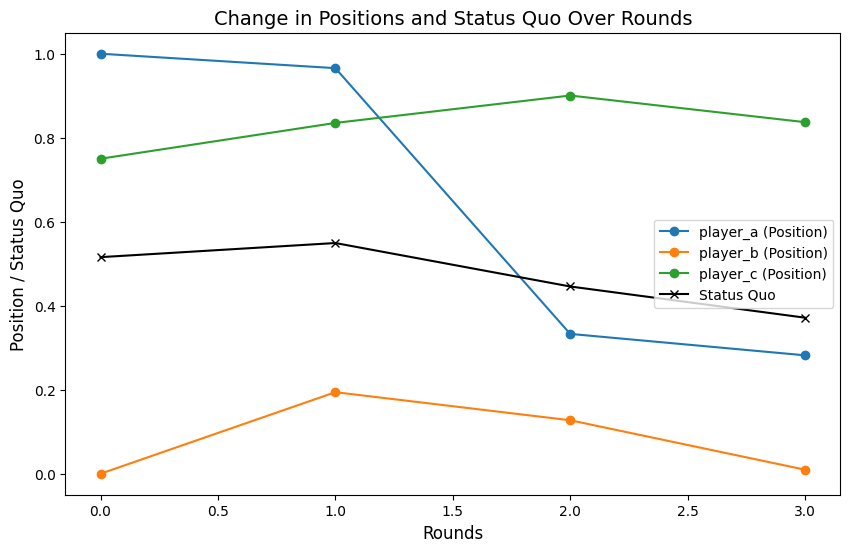 Change in Positions and Status Quo Over Rounds
Position / Status Quo
1.0
0.8
0.6
0.4
0.2
0.0
player_a (Position)
player_b (Position)
player_c (Position)
Status Quo
0.0 0.5 1.0 1.5 2.0 2.5 3.0
Rounds